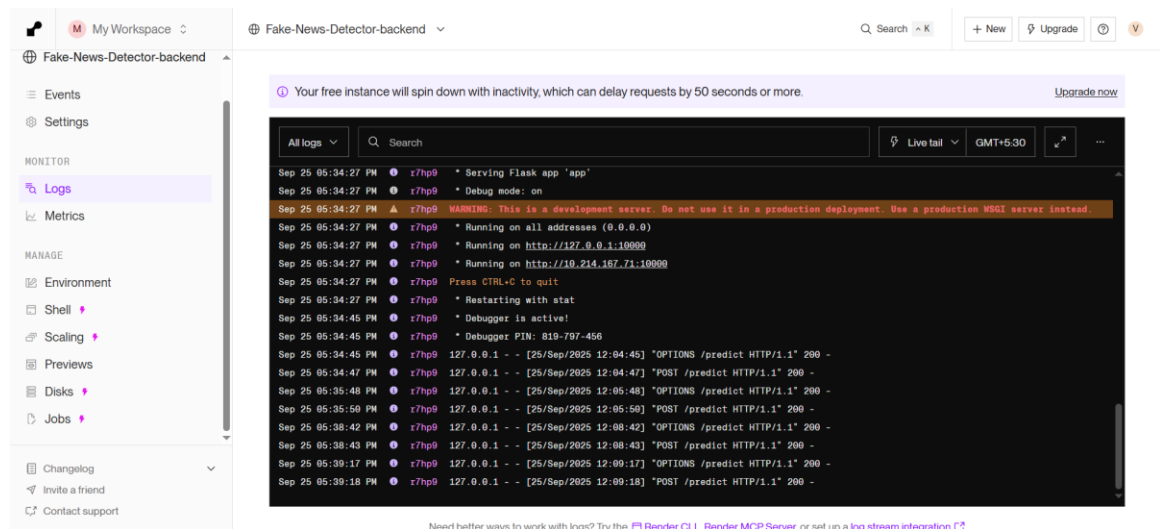 M My Workspace
Fake-News-Detector-backend
Search ^ K
+ New
Upgrade
V
Fake-News-Detector-backend
Events
Settings
MONITOR
Logs
Metrics
MANAGE
Environment
Shell
Scaling
Previews
Disks
Jobs
Changelog
Invite a friend
Contact support
Your free instance will spin down with inactivity, which can delay requests by 50 seconds or more.
Upgrade now
All logs
Search
Live tail
GMT+5:30
Sep 25 05:34:27 PM r7hp9 * Serving Flask app 'app'
Sep 25 05:34:27 PM r7hp9 * Debug mode: on
Sep 25 05:34:27 PM r7hp9 WARNING: This is a development server. Do not use it in a production deployment. Use a production WSGI server instead.
Sep 25 05:34:27 PM r7hp9 * Running on all addresses (0.0.0.0)
Sep 25 05:34:27 PM r7hp9 * Running on http://127.0.0.1:10000
Sep 25 05:34:27 PM r7hp9 * Running on http://10.214.167.71:10000
Sep 25 05:34:27 PM r7hp9 Press CTRL+C to quit
Sep 25 05:34:27 PM r7hp9 * Restarting with stat
Sep 25 05:34:45 PM r7hp9 * Debugger is active!
Sep 25 05:34:45 PM r7hp9 * Debugger PIN: 819-797-456
Sep 25 05:34:45 PM r7hp9 127.0.0.1 - - [25/Sep/2025 12:04:45] "OPTIONS /predict HTTP/1.1" 200 -
Sep 25 05:34:47 PM r7hp9 127.0.0.1 - - [25/Sep/2025 12:04:47] "POST /predict HTTP/1.1" 200 -
Sep 25 05:35:48 PM r7hp9 127.0.0.1 - - [25/Sep/2025 12:05:48] "OPTIONS /predict HTTP/1.1" 200 -
Sep 25 05:35:50 PM r7hp9 127.0.0.1 - - [25/Sep/2025 12:05:50] "POST /predict HTTP/1.1" 200 -
Sep 25 05:38:42 PM r7hp9 127.0.0.1 - - [25/Sep/2025 12:08:42] "OPTIONS /predict HTTP/1.1" 200 -
Sep 25 05:38:43 PM r7hp9 127.0.0.1 - - [25/Sep/2025 12:08:43] "POST /predict HTTP/1.1" 200 -
Sep 25 05:39:17 PM r7hp9 127.0.0.1 - - [25/Sep/2025 12:09:17] "OPTIONS /predict HTTP/1.1" 200 -
Sep 25 05:39:18 PM r7hp9 127.0.0.1 - - [25/Sep/2025 12:09:18] "POST /predict HTTP/1.1" 200 -
Need better ways to work with logs? Try the Render CLI, Render MCP Server, or set up a log stream integration